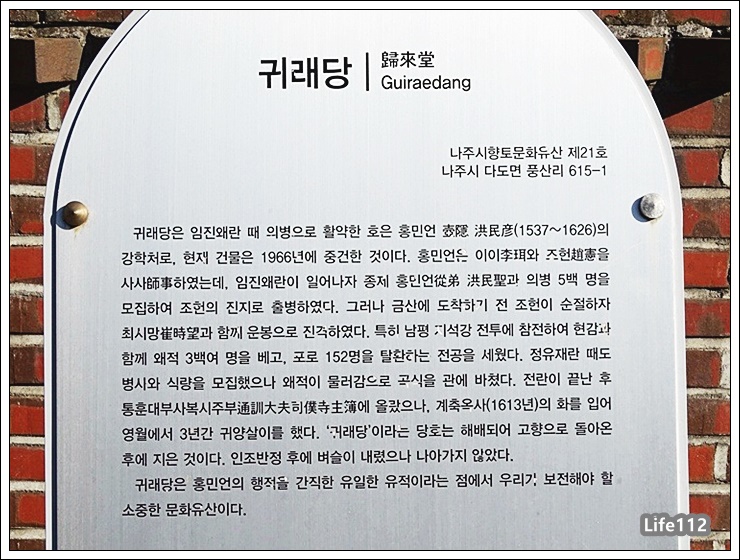 귀래당
歸來堂
Guiraedang
나주시향토문화유산 제21호
나주시 다도면 풍산리 615-1
귀래당은 임진왜란 때 의병으로 활약한 호은 홍민언 壺隱 洪民彦(1537~1626)의
강학처로, 현재 건물은 1966년에 중건한 것이다. 홍민언은 이이李珥와 조헌趙憲을
사사師事하였는데, 임진왜란이 일어나자 종제 홍민언從弟 洪民聖과 의병 5백 명을
모집하여 조헌의 진지로 출병하였다. 그러나 금산에 도착하기 전 조헌이 순절하자
최시망崔時望과 함께 운봉으로 진격하였다. 특히 남평 지석강 전투에 참전하여 현감과
함께 왜적 3백여 명을 베고, 포로 152명을 탈환하는 전공을 세웠다. 정유재란 때도
병시와 식량을 모집했으나 왜적이 물러감으로 곡식을 관에 바쳤다. 전란이 끝난 후
통훈대부사복시주부通訓大夫司僕寺主簿에 올랐으나, 계축옥사(1613년)의 화를 입어
영월에서 3년간 귀양살이를 했다. '귀래당'이라는 당호는 해배되어 고향으로 돌아온
후에 지은 것이다. 인조반정 후에 벼슬이 내렸으나 나아가지 않았다.
귀래당은 홍민언의 행적을 간직한 유일한 유적이라는 점에서 우리가 보전해야 할
소중한 문화유산이다.
Life112